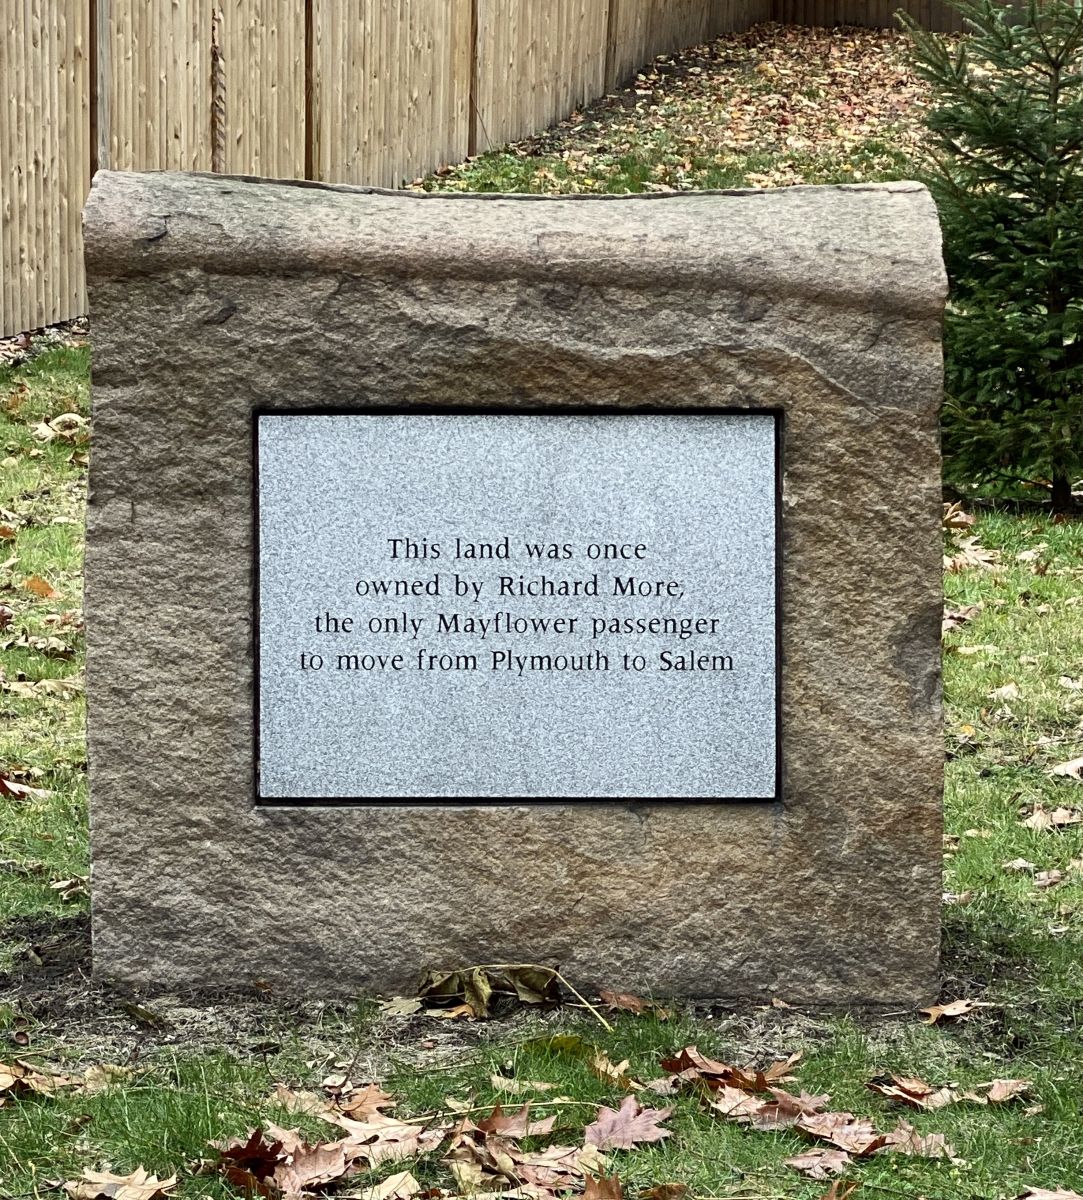 This land was once
owned by Richard More,
the only Mayflower passenger
to move from Plymouth to Salem